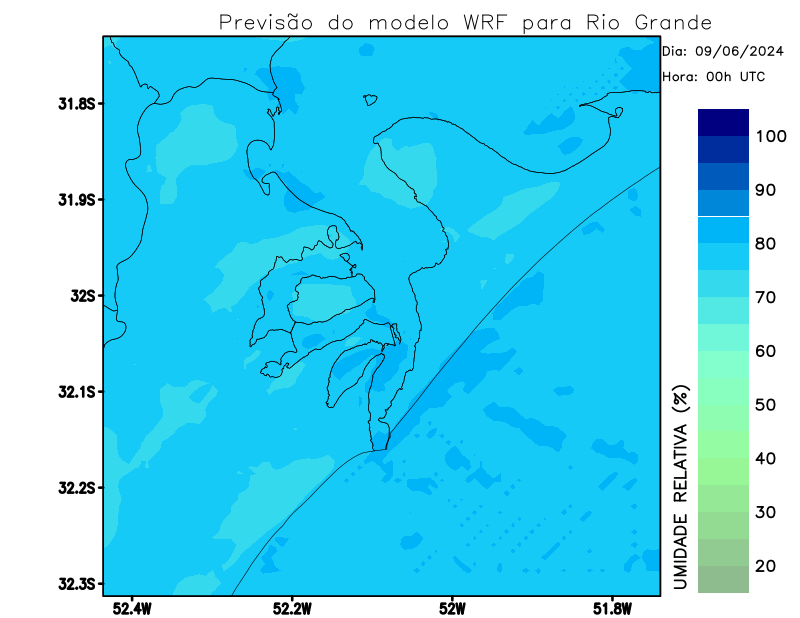 Previsão do modelo WRF para Rio Grande
Dia: 09/06/2024
Hora: 00h UTC
31.8S
31.9S
32S
32.1S
32.2S
32.3S
52.4W
52.2W
52W
51.8W
UMIDADE RELATIVA (%)
100
90
80
70
60
50
40
30
20